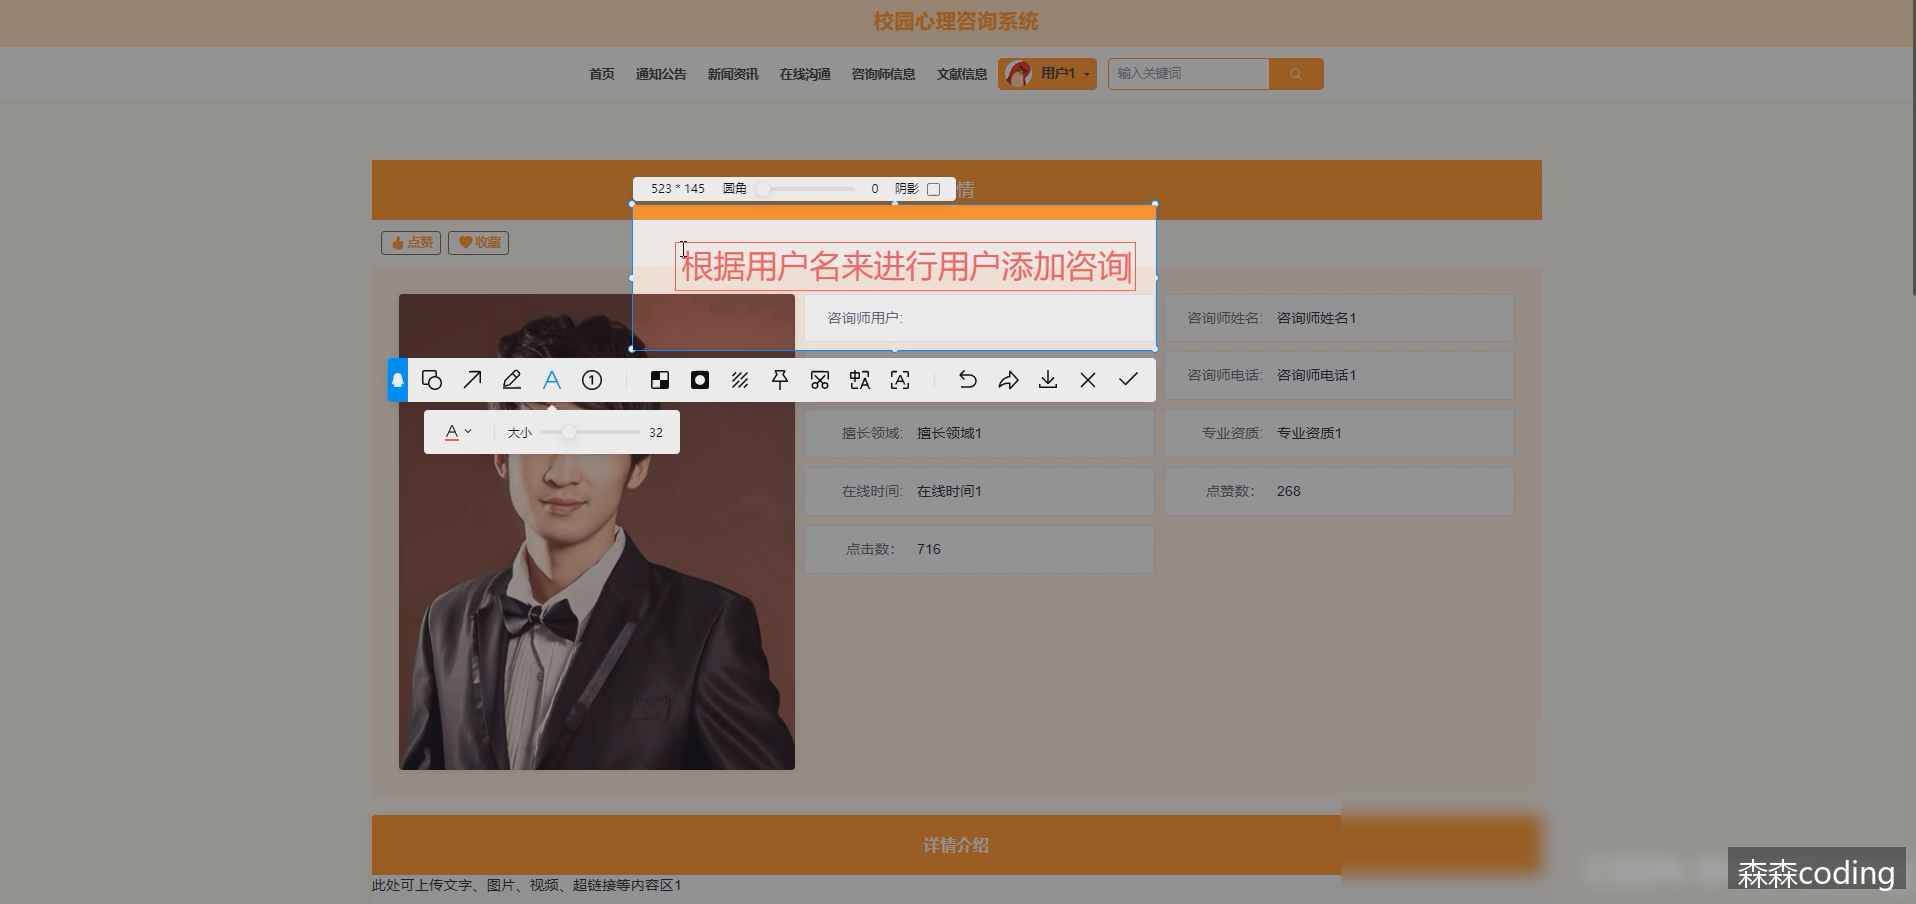 校园心理咨询系统
首页 通知公告 新闻资讯 在线沟通 咨询师信息 文献信息 用户1 输入关键词
情
523 * 145 圆角 0 阴影
点赞 收藏
根据用户名来进行用户添加咨询
咨询师用户: 咨询师姓名: 咨询师姓名1
咨询师电话: 咨询师电话1
A 大小 32
擅长领域: 擅长领域1 专业资质: 专业资质1
在线时间: 在线时间1 点赞数: 268
点击数: 716
详情介绍
此处可上传文字、图片、视频、超链接等内容区1
森森coding